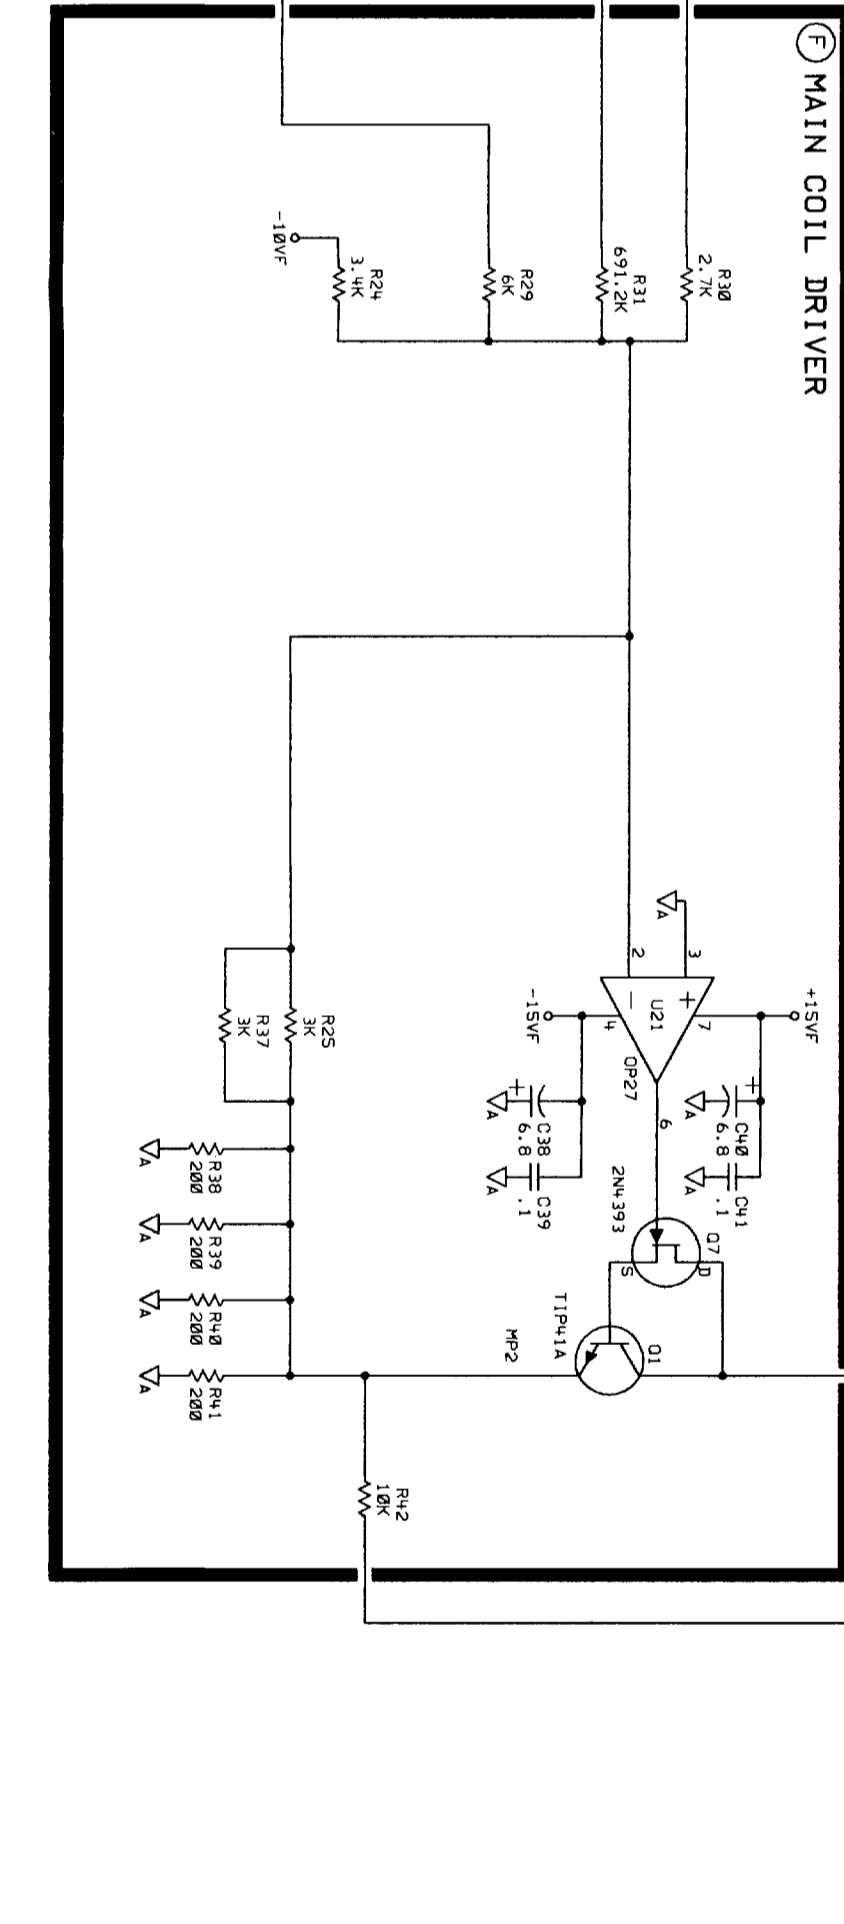 F MAIN COIL DRIVER
R30
2.7K
R31
691.2K
R29
6K
R24
3.4K
-10VF
+15VF
-15VF
A
3
2
+
-
U21
7
4
OP27
6
+
C40
6.8
C41
.1
A
A
+
C38
6.8
C39
.1
A
A
2N4393
Q7
D
S
TIP41A
Q1
MP2
R25
3K
R37
3K
R38
200
A
R39
200
A
R40
200
A
R41
200
A
R42
10K